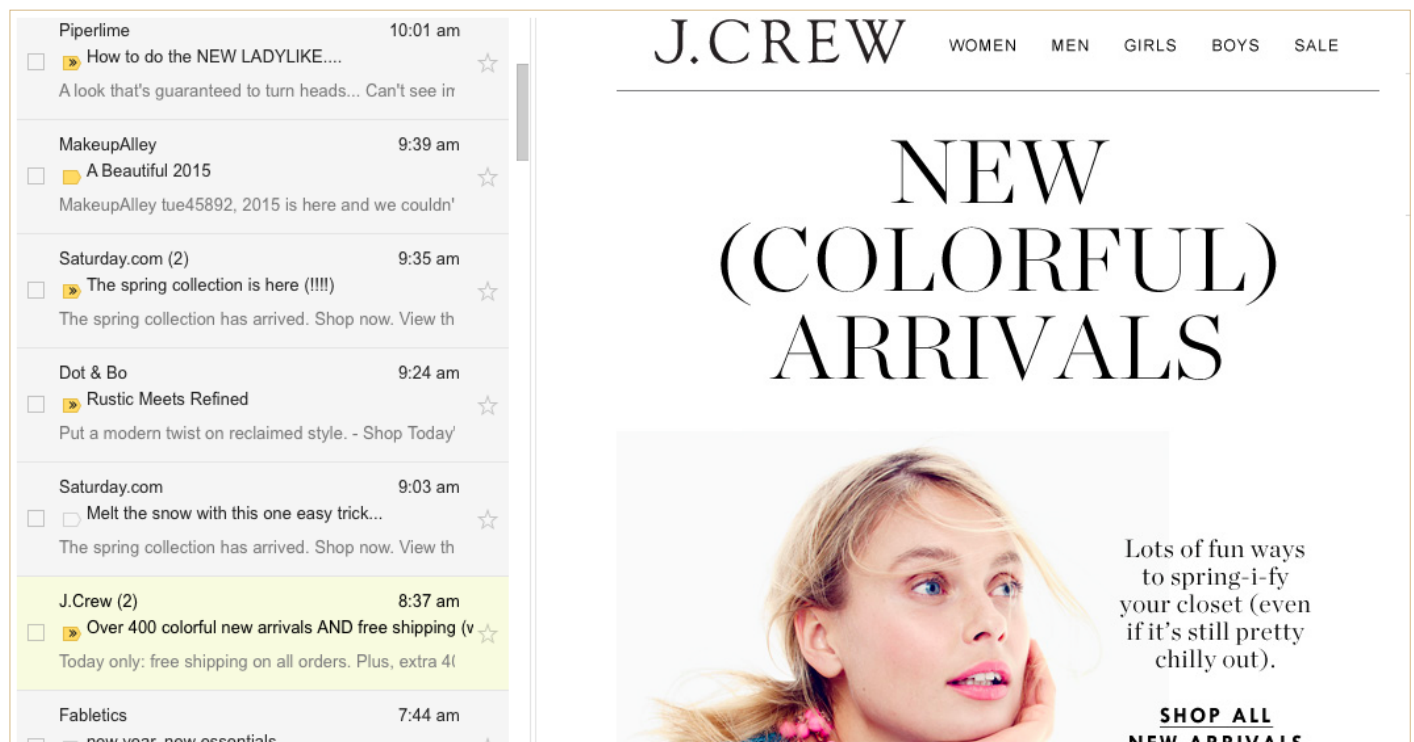 Piperlime 10:01 am
How to do the NEW LADYLIKE....
A look that's guaranteed to turn heads... Can't see
MakeupAlley 9:39 am
A Beautiful 2015
MakeupAlley tue45892, 2015 is here and we couldn'
Saturday.com (2) 9:35 am
The spring collection is here (!!!!)
The spring collection has arrived. Shop now. View th
Dot & Bo 9:24 am
Rustic Meets Refined
Put a modern twist on reclaimed style. - Shop Today'
Saturday.com 9:03 am
Melt the snow with this one easy trick...
The spring collection has arrived. Shop now. View th
J.Crew (2) 8:37 am
Over 400 colorful new arrivals AND free shipping (w
Today only: free shipping on all orders. Plus, extra 4
Fabletics 7:44 am
new year, new essentials
J.CREW WOMEN MEN GIRLS BOYS SALE
NEW
(COLORFUL)
ARRIVALS
Lots of fun ways
to spring-i-fy
your closet (even
if it's still pretty
chilly out).
SHOP ALL
NEW ARRIVALS